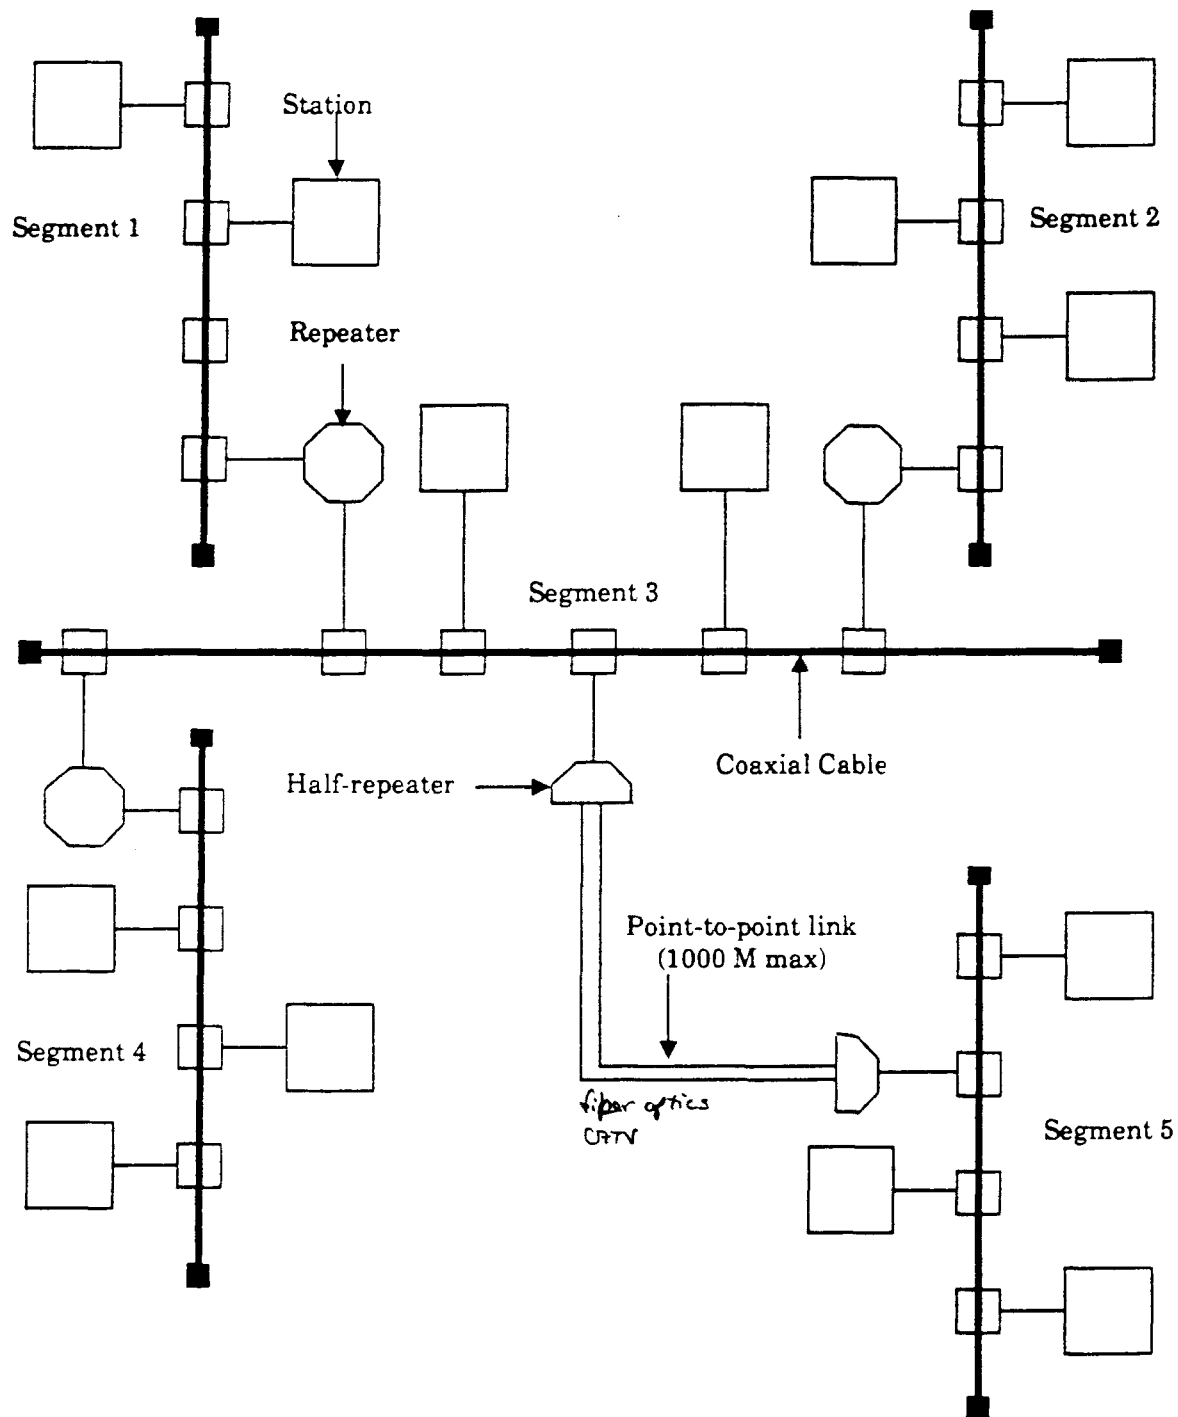 Station
Segment 1
Segment 2
Repeater
Segment 3
Coaxial Cable
Half-repeater
Point-to-point link
(1000 M max)
Segment 4
fiber optics
CATV
Segment 5